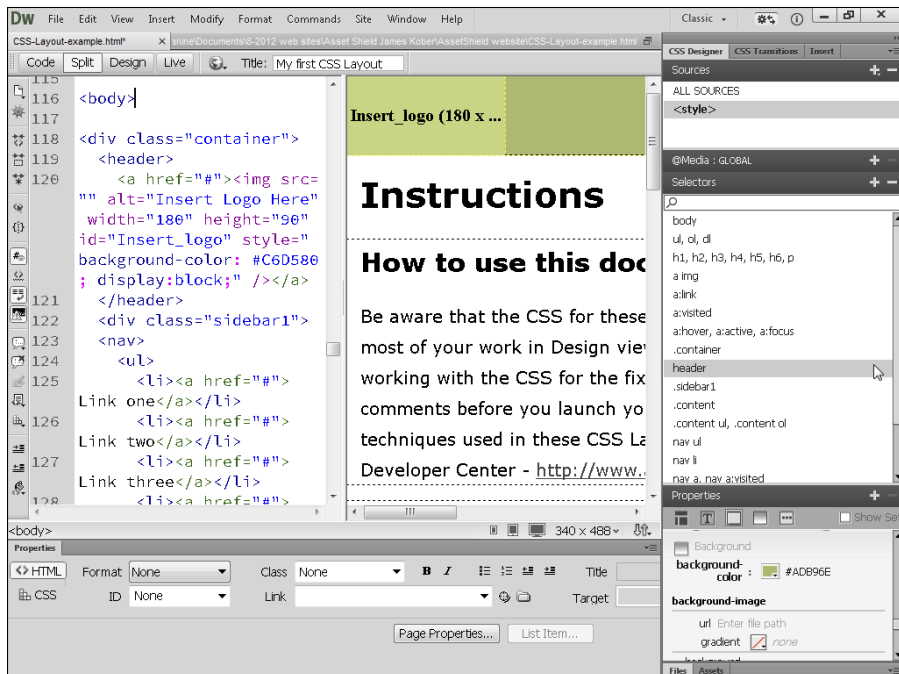 Dw File Edit View Insert Modify Format Commands Site Window Help Classic
CSS-Layout-example.html* x anine\Documents\8-2012 web sites\Asset Shield James Kober\AssetShield website\CSS-Layout-example.html
Code Split Design Live Title: My first CSS Layout
115
116 <body>
117
118 <div class="container">
119 <header>
120 <a href="#"><img src=
"" alt="Insert Logo Here"
width="180" height="90"
id="Insert_logo" style="
background-color: #C6D580
; display:block;" /></a>
121 </header>
122 <div class="sidebar1">
123 <nav>
124 <ul>
125 <li><a href="#">
Link one</a></li>
126 <li><a href="#">
Link two</a></li>
127 <li><a href="#">
Link three</a></li>
128 <li><a href="#">
Insert_logo (180 x ...
Instructions
How to use this doc
Be aware that the CSS for these
most of your work in Design view
working with the CSS for the fix
comments before you launch yo
techniques used in these CSS La
Developer Center - http://www.
<body> 340 x 488
CSS Designer CSS Transitions Insert
Sources
ALL SOURCES
<style>
@Media : GLOBAL
Selectors
body
ul, ol, dl
h1, h2, h3, h4, h5, h6, p
a img
a:link
a:visited
a:hover, a:active, a:focus
.container
header
.sidebar1
.content
.content ul, .content ol
nav ul
nav li
nav a, nav a:visited
Properties
Show Set
Background
background-
color : #ADB96E
background-image
url Enter file path
gradient none
background
Files Assets
Properties
<> HTML Format None Class None B I Title
CSS ID None Link Target
Page Properties... List Item...